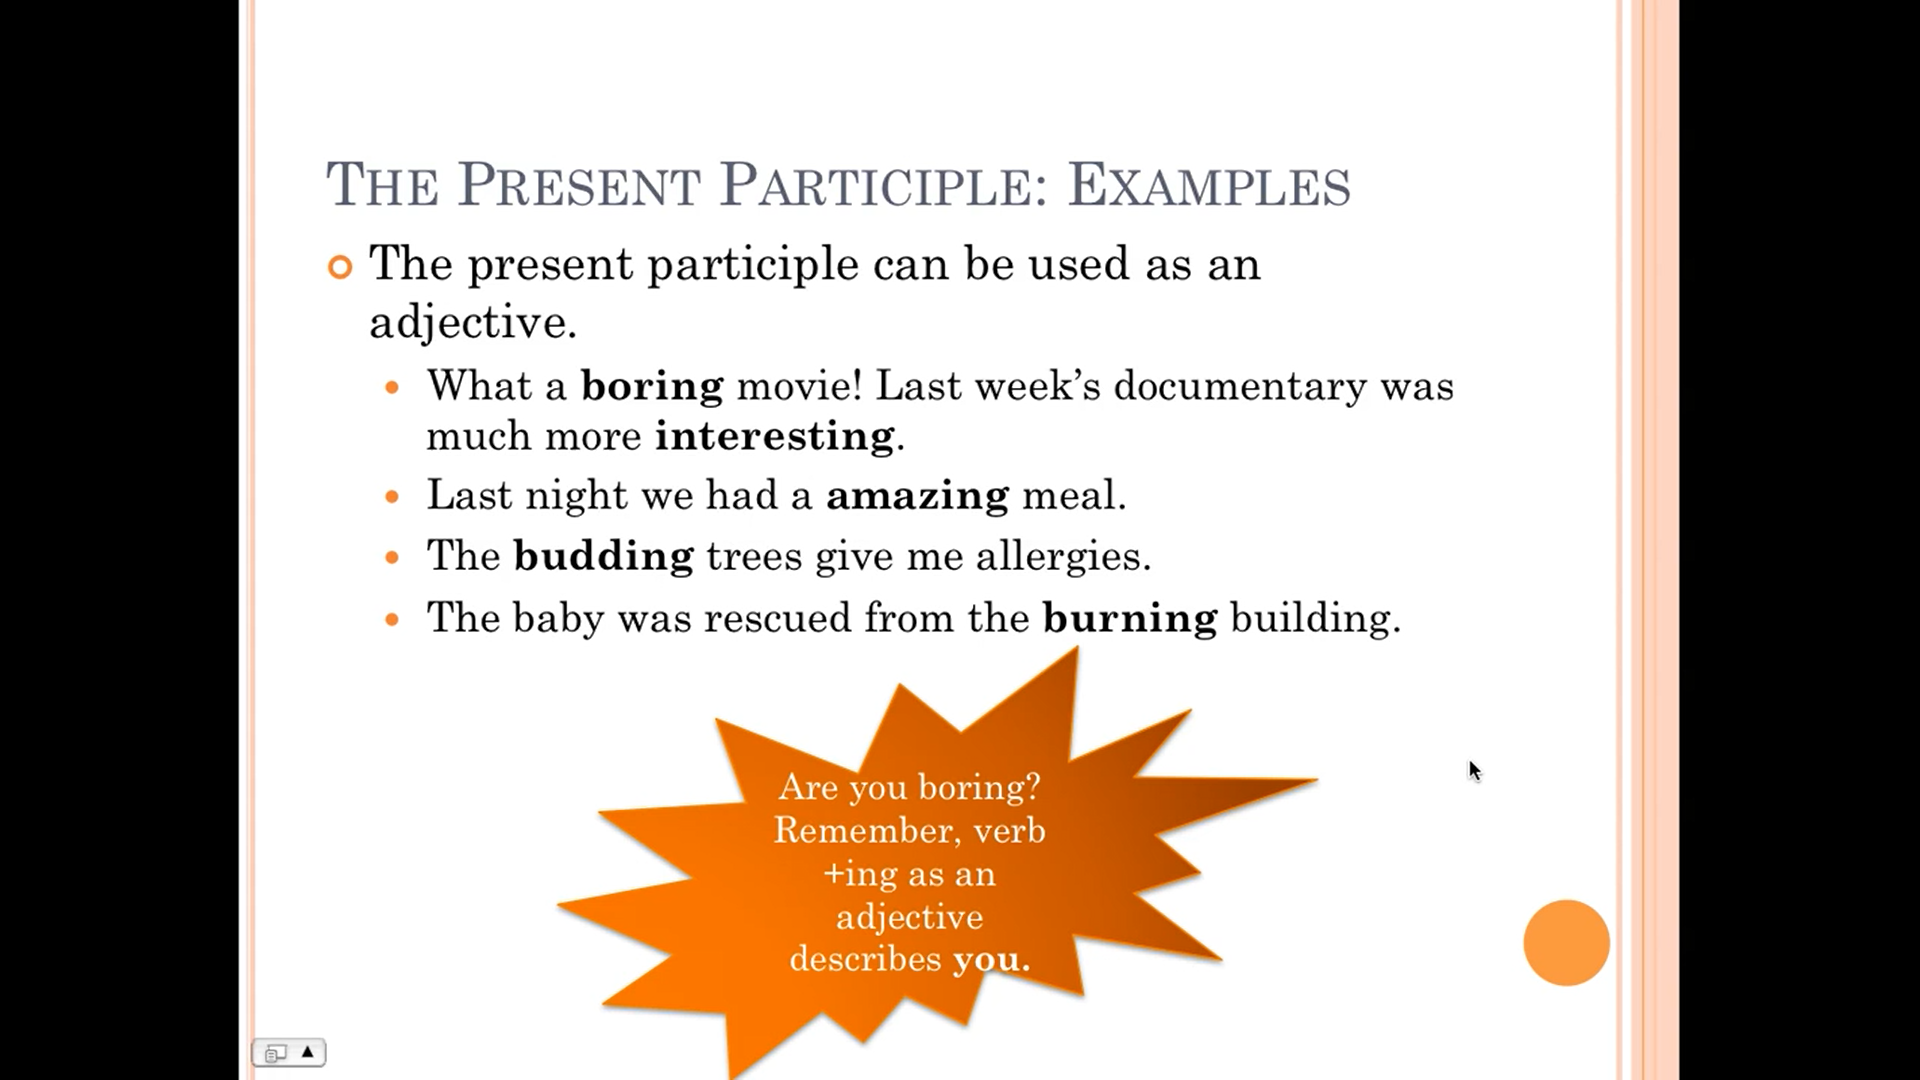 The Present Participle: Examples
The present participle can be used as an
adjective.
What a boring movie! Last week’s documentary was
much more interesting.
Last night we had a amazing meal.
The budding trees give me allergies.
The baby was rescued from the burning building.
Are you boring?
Remember, verb
+ing as an
adjective
describes you.